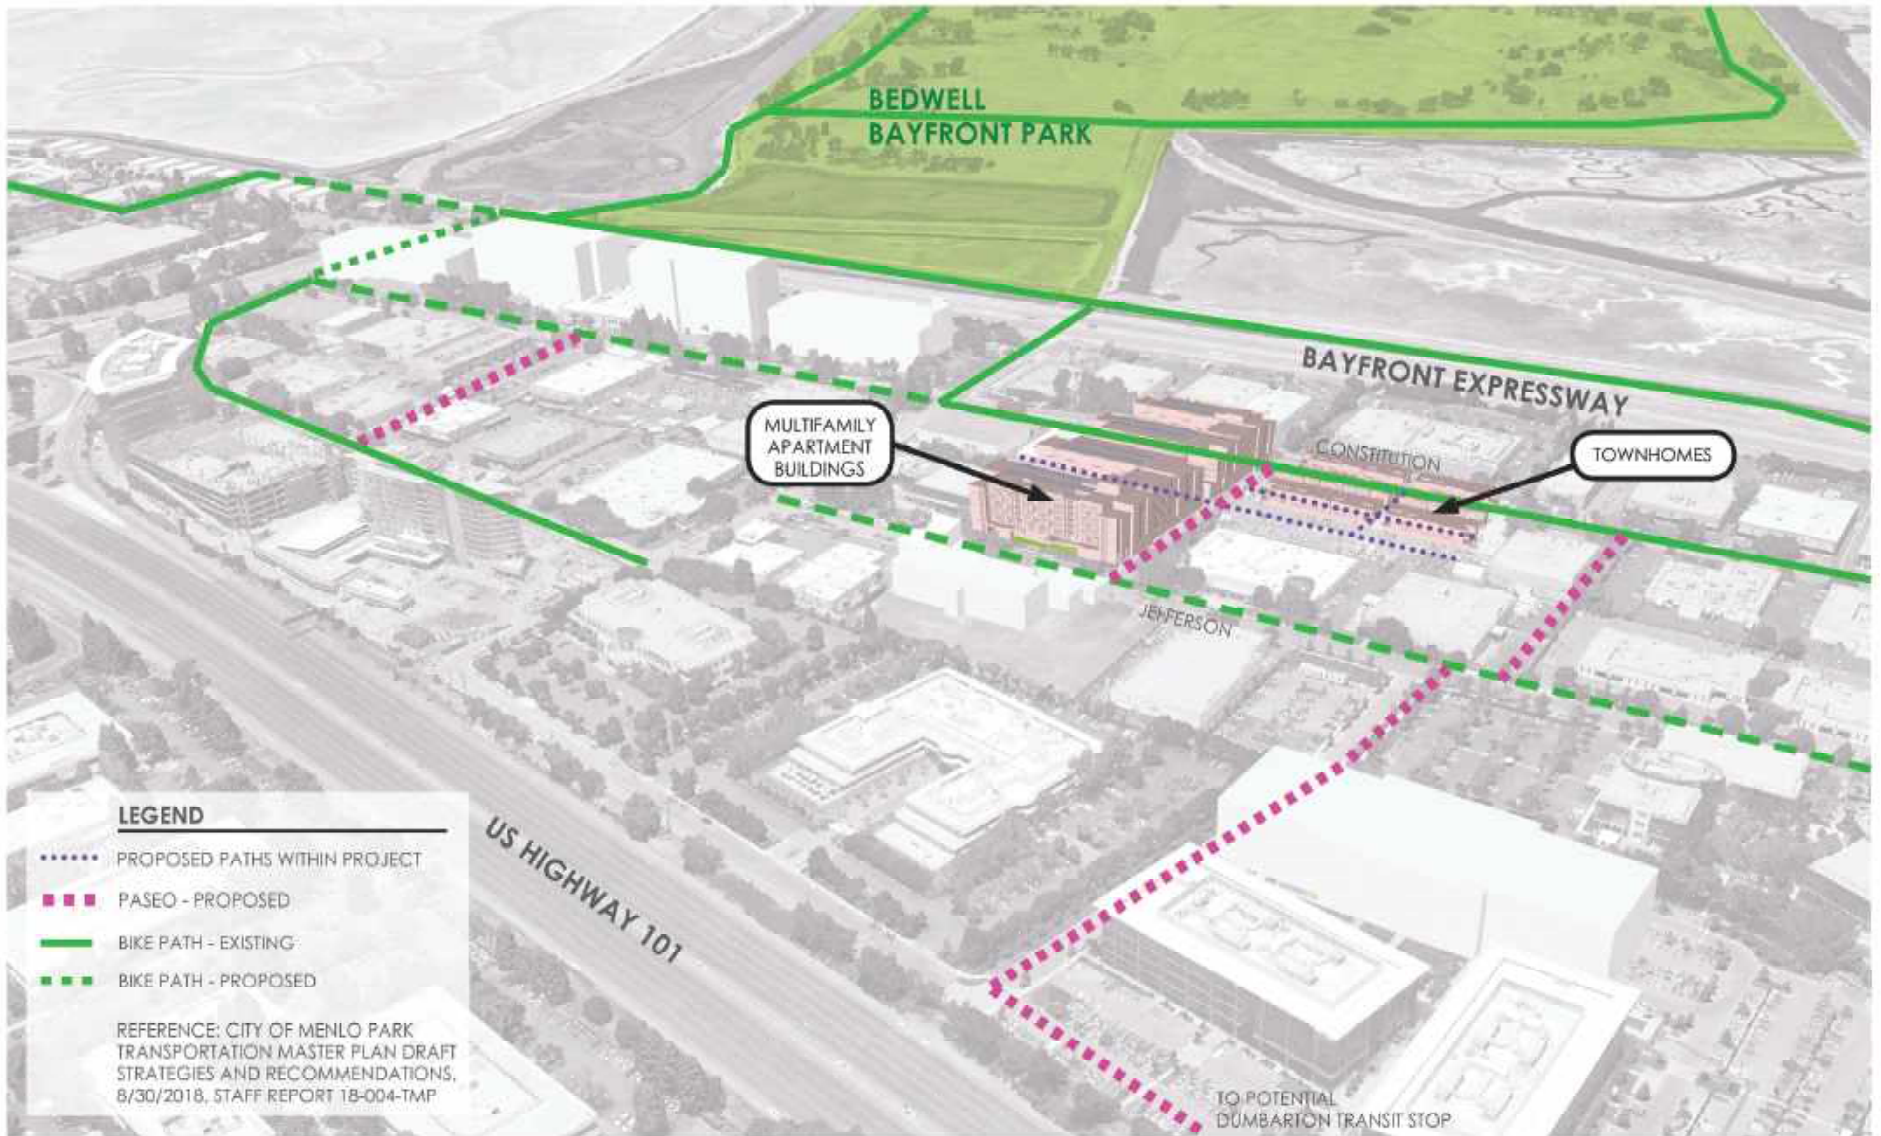 BEDWELL
BAYFRONT PARK
BAYFRONT EXPRESSWAY
MULTIFAMILY
APARTMENT
BUILDINGS
CONSTITUTION
TOWNHOMES
JEFFERSON
US HIGHWAY 101
LEGEND
PROPOSED PATHS WITHIN PROJECT
PASEO - PROPOSED
BIKE PATH - EXISTING
BIKE PATH - PROPOSED
REFERENCE: CITY OF MENLO PARK
TRANSPORTATION MASTER PLAN DRAFT
STRATEGIES AND RECOMMENDATIONS,
8/30/2018, STAFF REPORT 18-004-TMP
TO POTENTIAL
DUMBARTON TRANSIT STOP